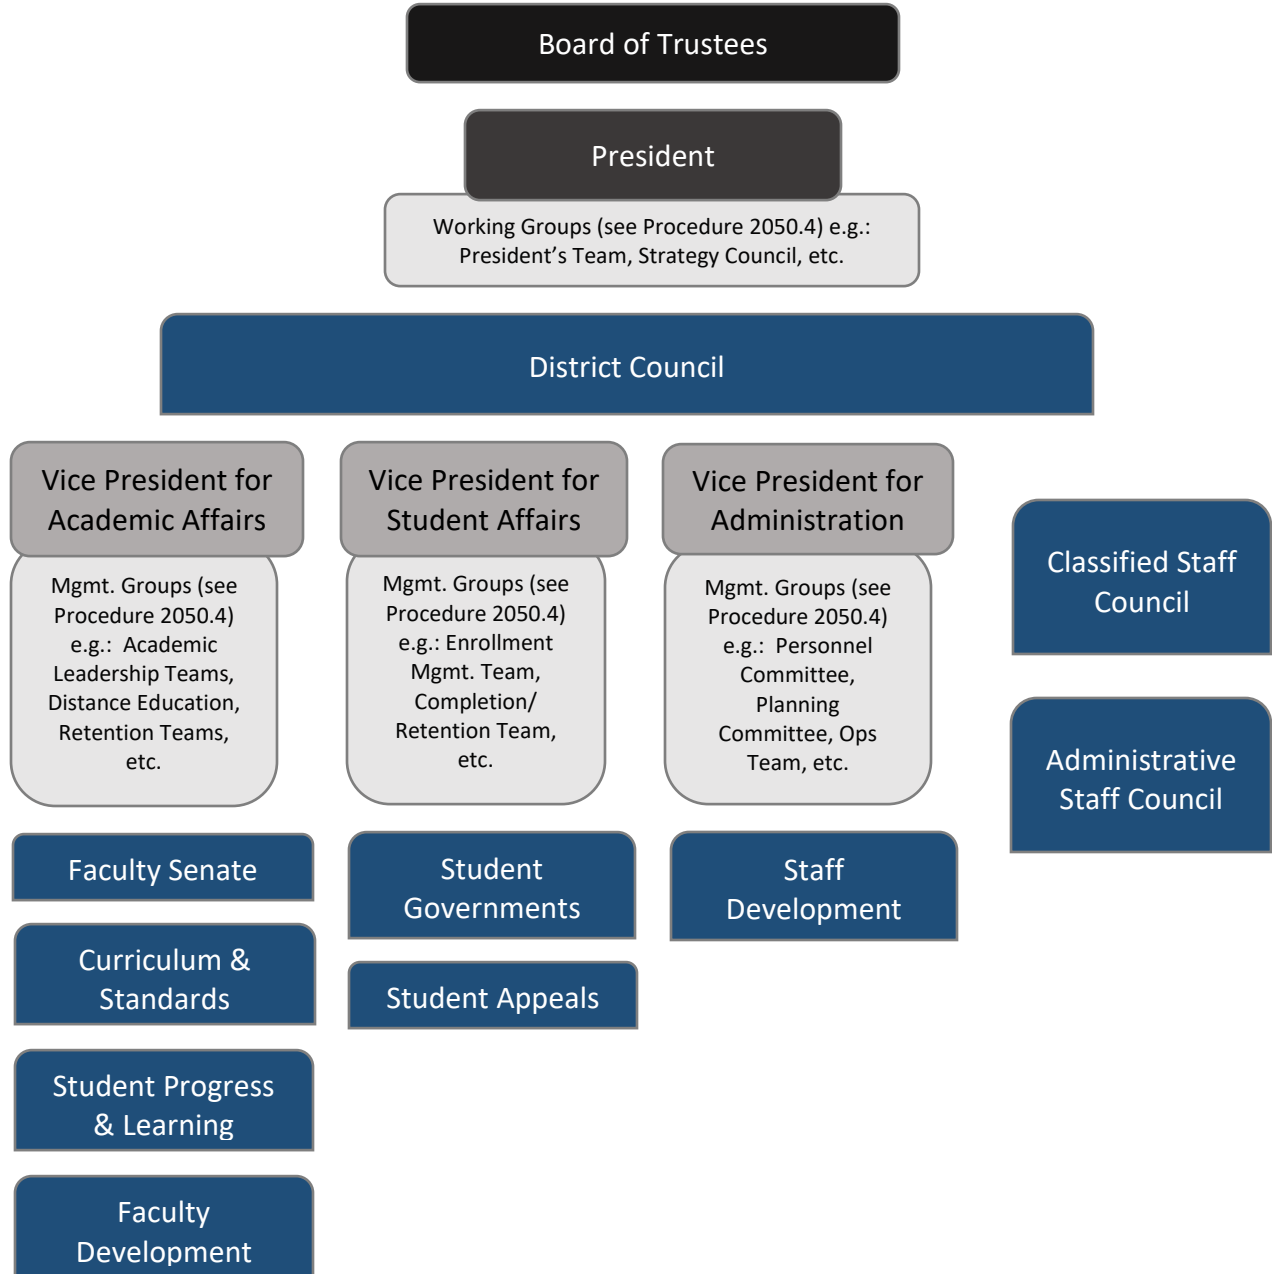 Board of Trustees
President
Working Groups (see Procedure 2050.4) e.g.:
President’s Team, Strategy Council, etc.
District Council
Vice President for
Academic Affairs
Mgmt. Groups (see
Procedure 2050.4)
e.g.: Academic
Leadership Teams,
Distance Education,
Retention Teams,
etc.
Vice President for
Student Affairs
Mgmt. Groups (see
Procedure 2050.4)
e.g.: Enrollment
Mgmt. Team,
Completion/
Retention Team,
etc.
Vice President for
Administration
Mgmt. Groups (see
Procedure 2050.4)
e.g.: Personnel
Committee,
Planning
Committee, Ops
Team, etc.
Classified Staff
Council
Administrative
Staff Council
Faculty Senate
Curriculum &
Standards
Student Progress
& Learning
Faculty
Development
Student
Governments
Student Appeals
Staff
Development